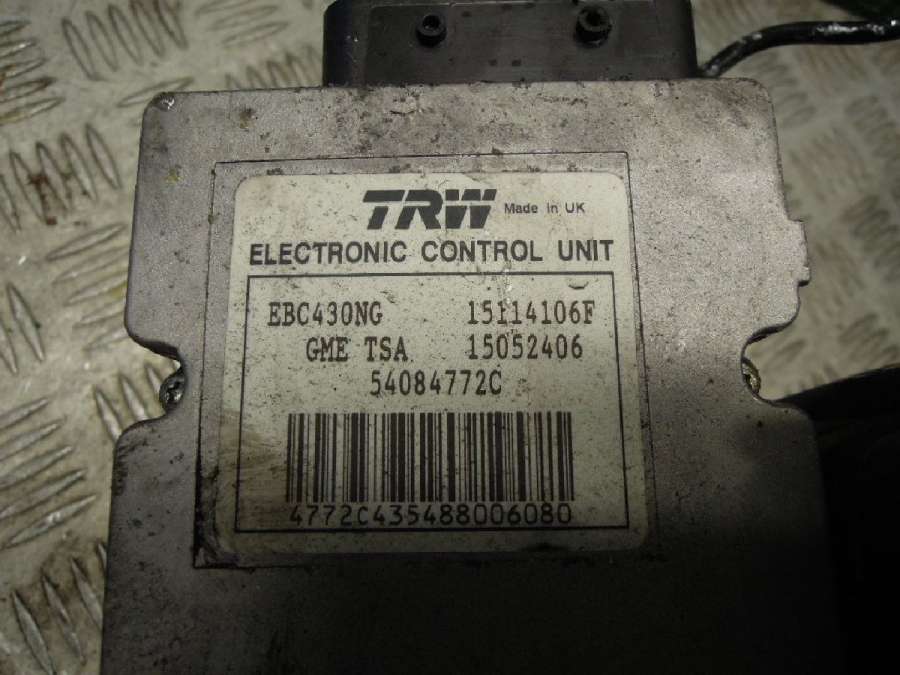 TRW Made in UK
ELECTRONIC CONTROL UNIT
EBC430NG 15114106F
GME TSA 15052406
54084772C
4772C435488006080